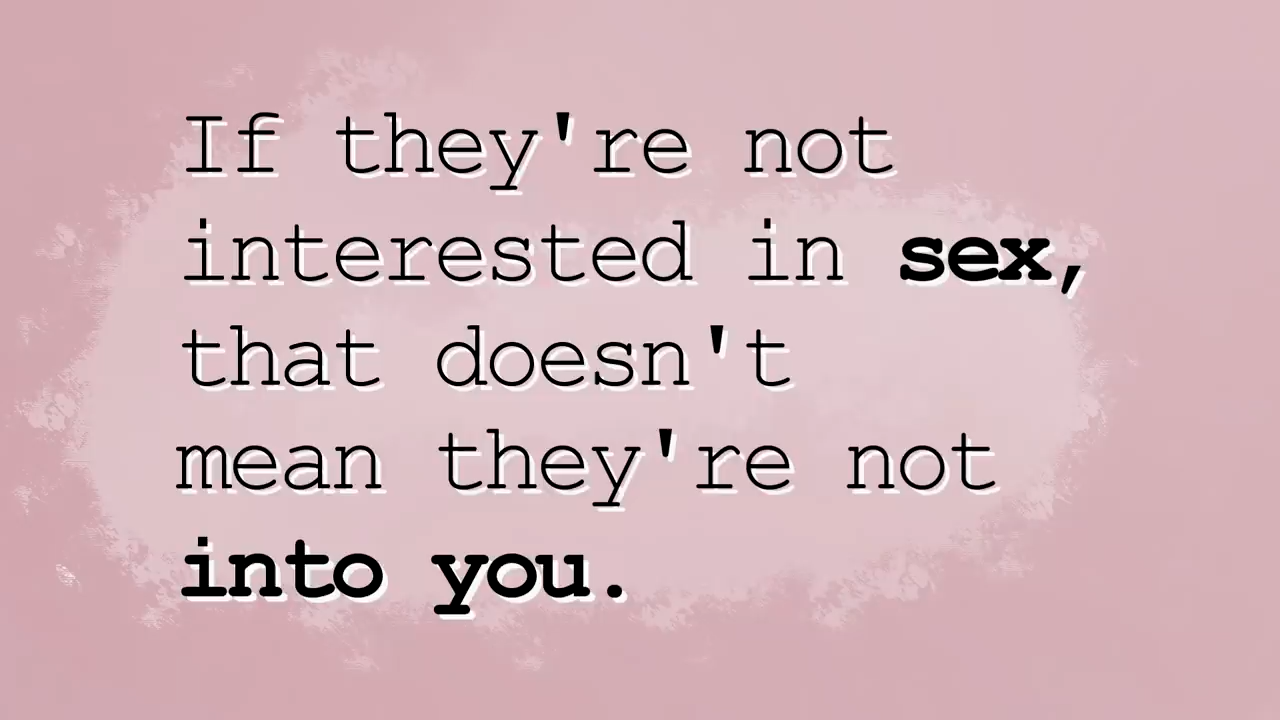 If they're not
interested in sex,
that doesn't
mean they're not
into you.